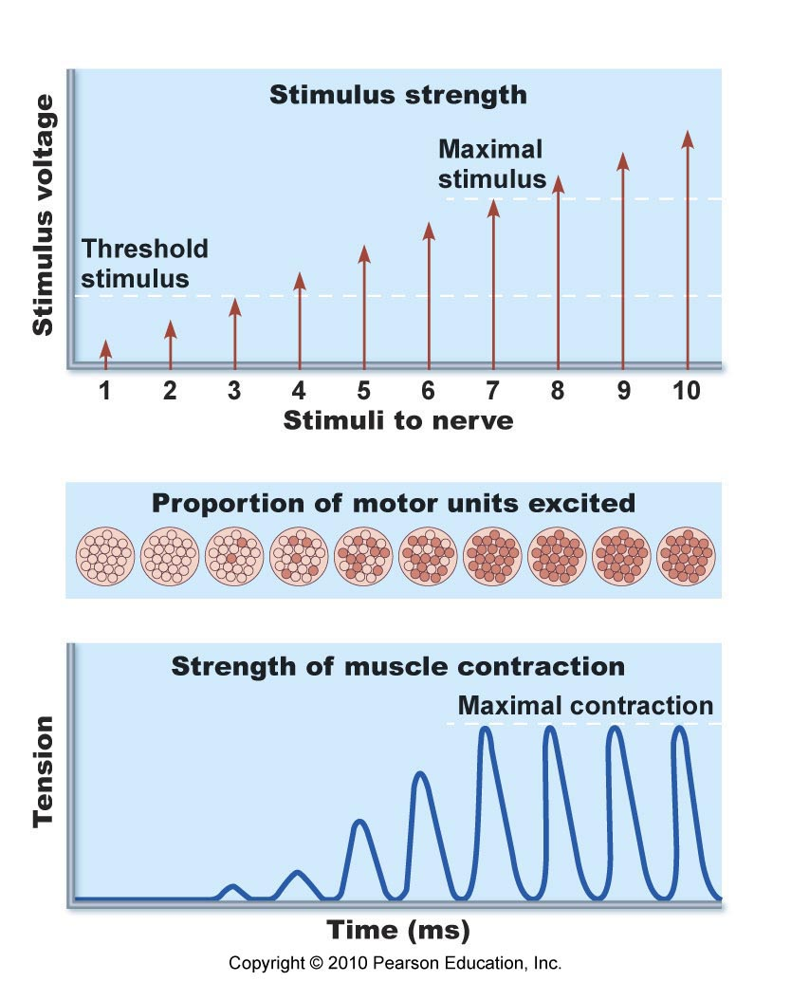 Stimulus strength
Stimulus voltage
Maximal
stimulus
Threshold
stimulus
1 2 3 4 5 6 7 8 9 10
Stimuli to nerve
Proportion of motor units excited
Strength of muscle contraction
Maximal contraction
Tension
Time (ms)
Copyright © 2010 Pearson Education, Inc.